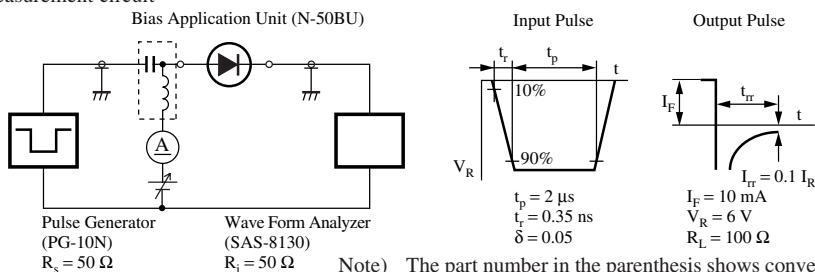 easurement circuit
Bias Application Unit (N-50BU)
A
Pulse Generator
(PG-10N)
R_s = 50 Ω
Wave Form Analyzer
(SAS-8130)
R_i = 50 Ω
Input Pulse
t_r
t_p
t
10%
90%
V_R
t_p = 2 μs
t_r = 0.35 ns
δ = 0.05
Output Pulse
I_F
t_rr
t
I_rr = 0.1 I_R
I_F = 10 mA
V_R = 6 V
R_L = 100 Ω
Note) The part number in the parenthesis shows conve